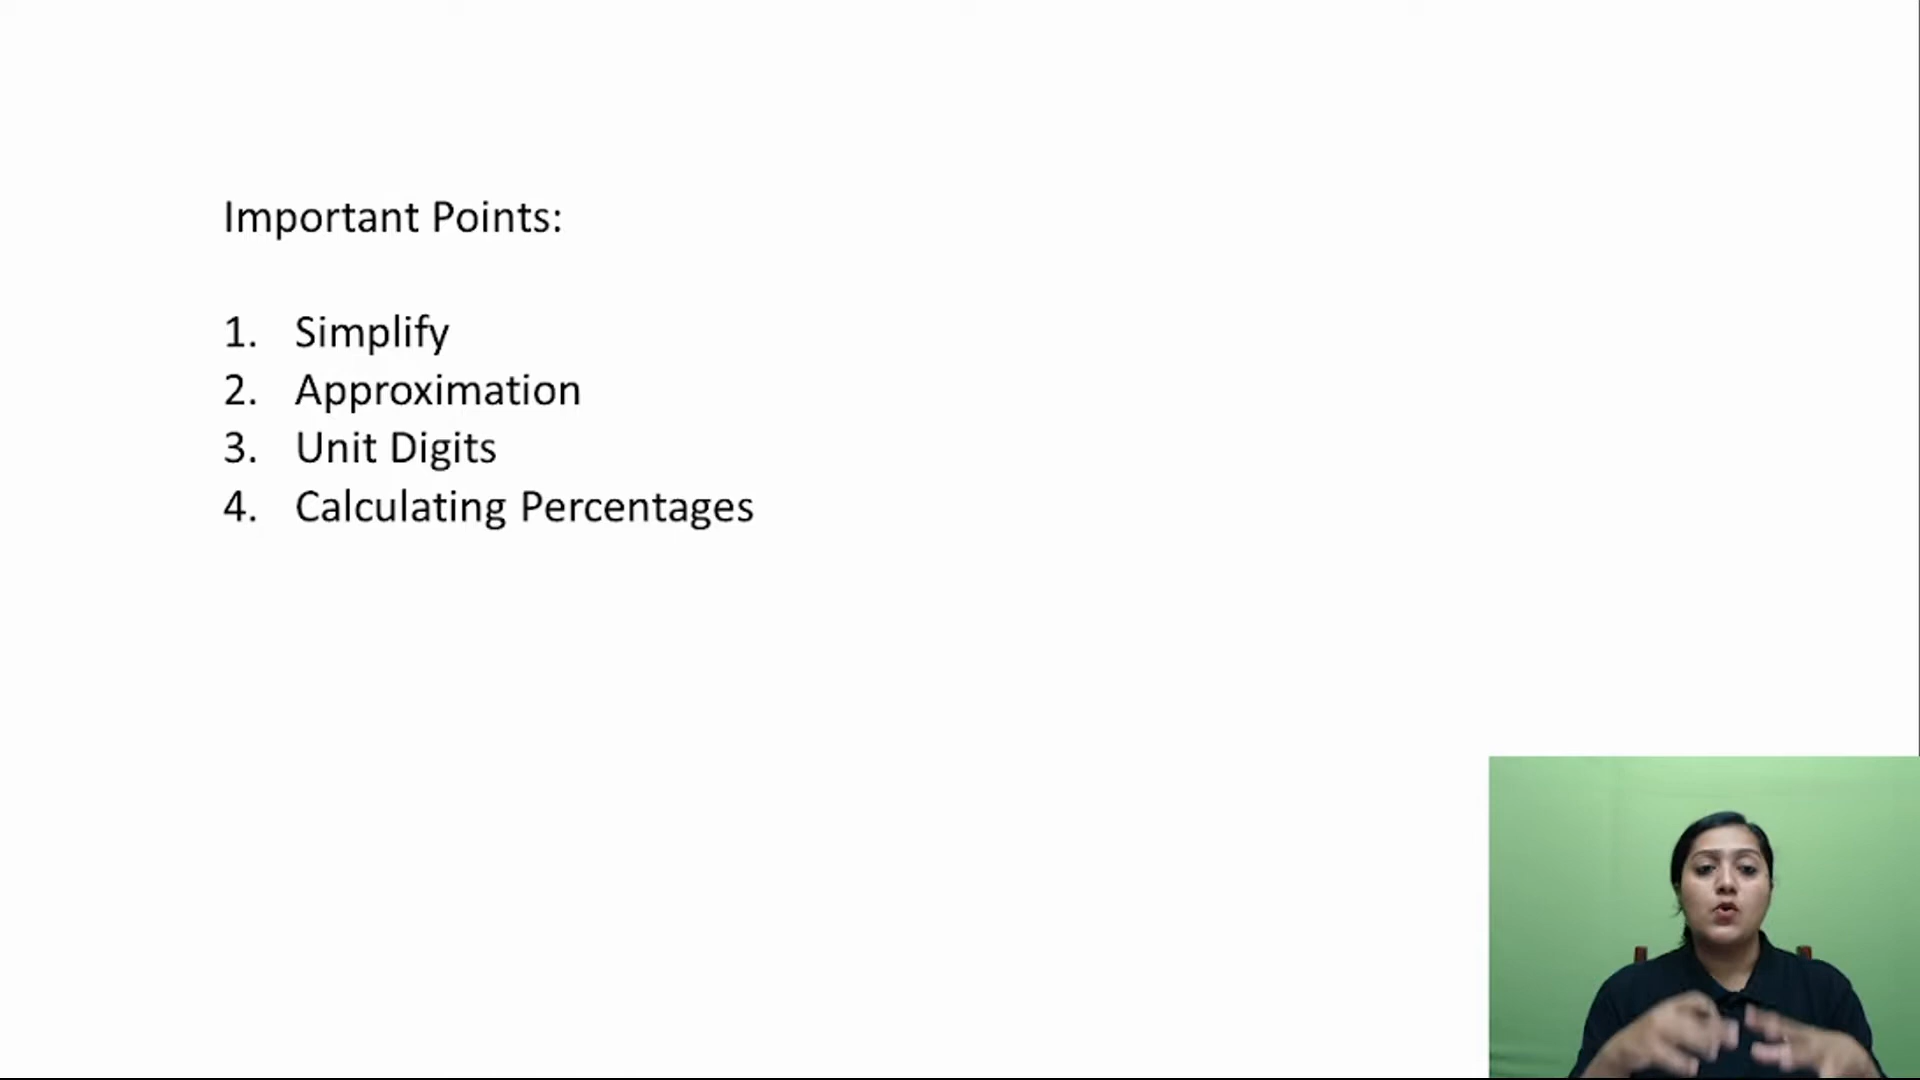 Important Points:
1. Simplify
2. Approximation
3. Unit Digits
4. Calculating Percentages